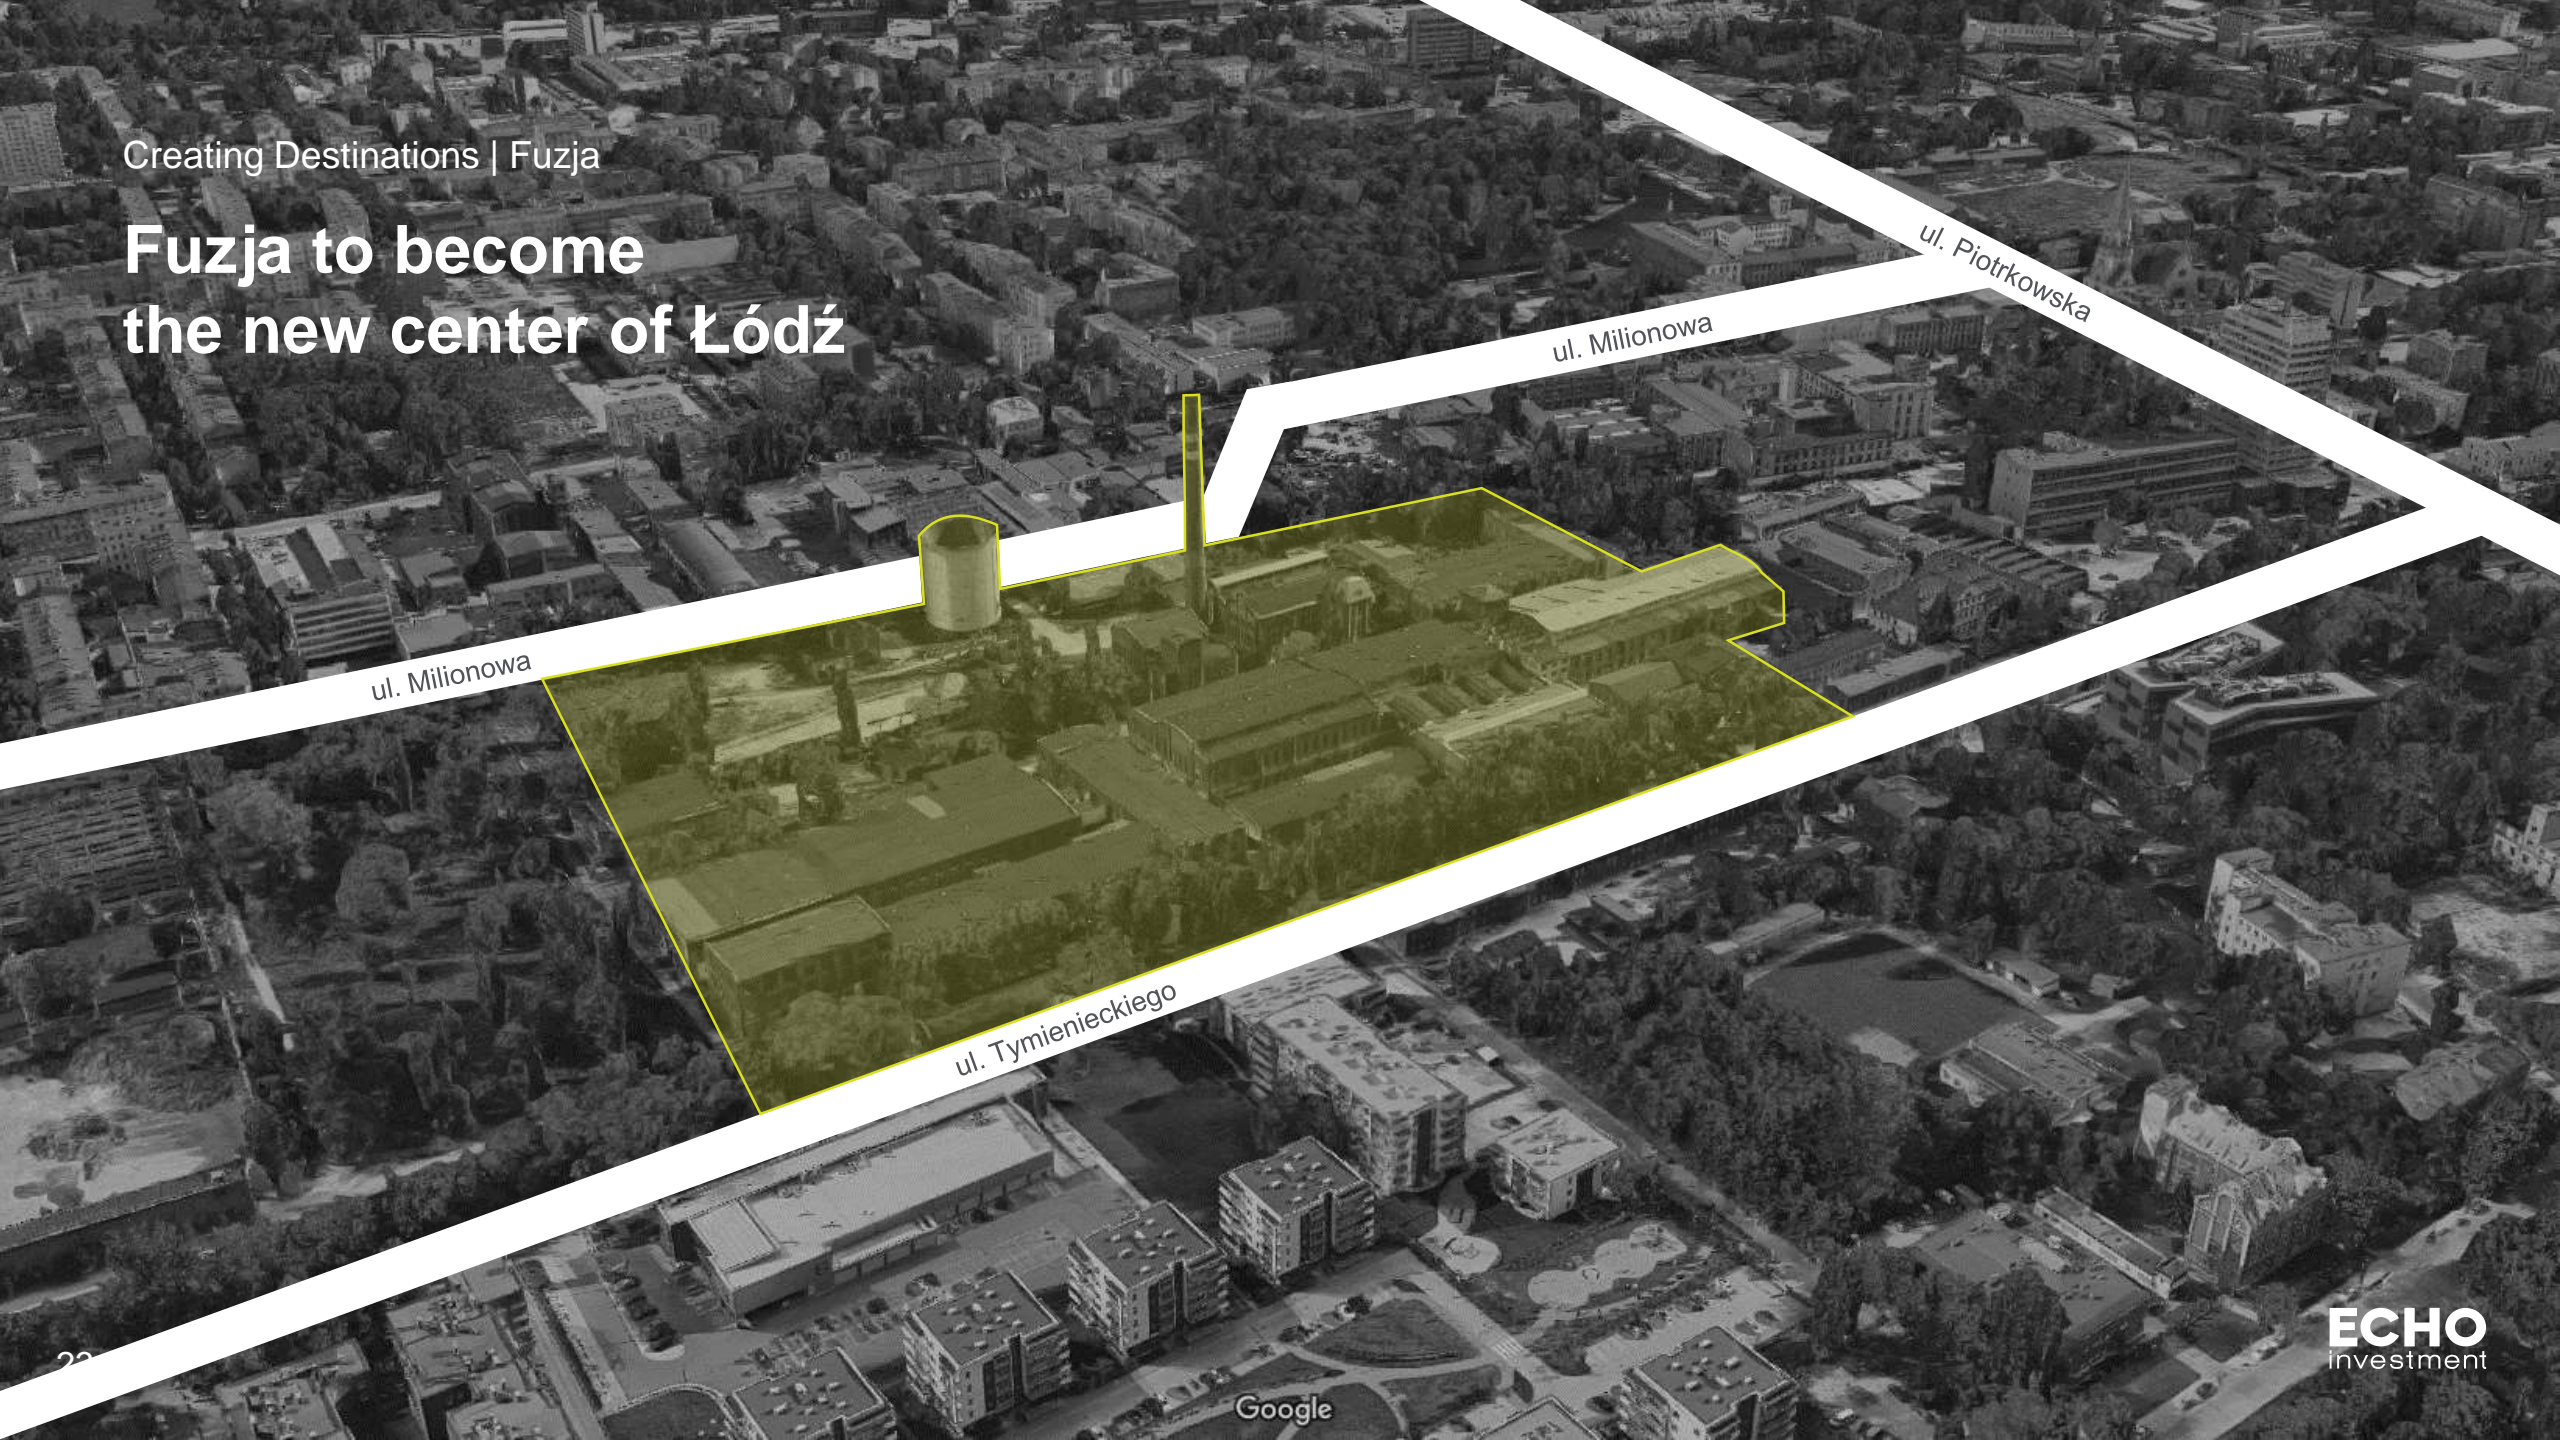 Creating Destinations | Fuzja
Fuzja to become
the new center of Łódź
ul. Piotrkowska
ul. Milionowa
ul. Milionowa
ul. Tymienieckiego
ECHO
investment
Google